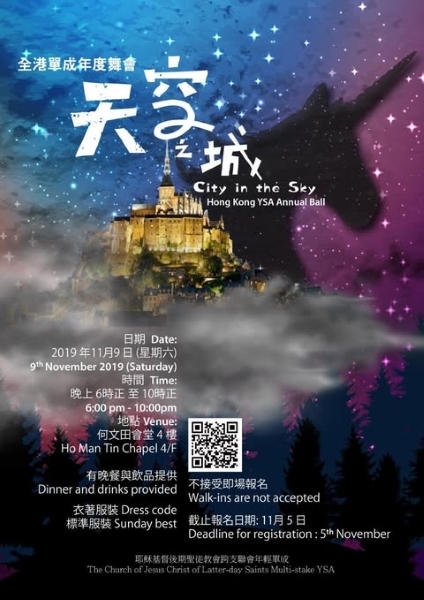 全港單成年度舞會
天空之城
City in the Sky
Hong Kong YSA Annual Ball
日期 Date:
2019年11月9日 (星期六)
9th November 2019 (Saturday)
時間 Time:
晚上 6時正 至 10時正
6:00 pm - 10:00pm
地點 Venue:
何文田會堂 4 樓
Ho Man Tin Chapel 4/F
有晚餐與飲品提供
Dinner and drinks provided
衣著服裝 Dress code
標準服裝 Sunday best
不接受即場報名
Walk-ins are not accepted
截止報名日期: 11月 5 日
Deadline for registration : 5th November
耶穌基督後期聖徒教會跨支聯會年輕單成
The Church of Jesus Christ of Latter-day Saints Multi-stake YSA